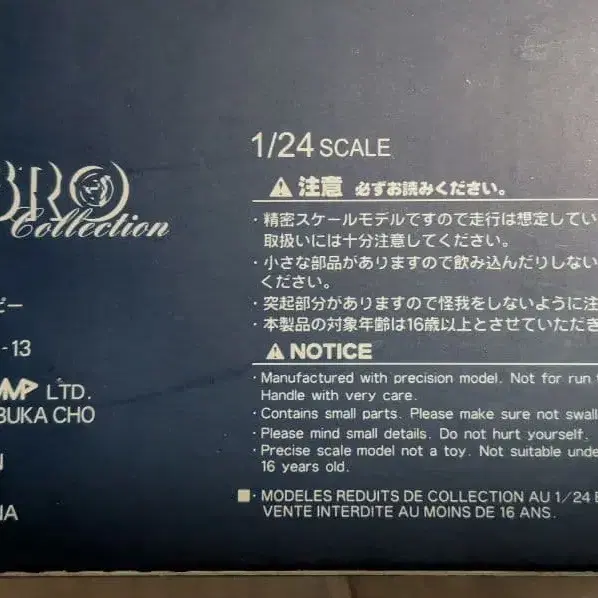 BRO
Collection
ビー
-13
MMP LTD.
BUKA CHO
1/24 SCALE
注意 必ずお読みください。
・精密スケールモデルですので走行は想定してい
取扱いには十分注意してください。
・小さな部品がありますので飲み込んだりしない
ください。
・突起部分がありますので怪我をしないように注
・本製品の対象年齢は16歳以上とさせていただき
NOTICE
・Manufactured with precision model. Not for run
Handle with very care.
・Contains small parts. Please make sure not swall
・Please mind small details. Do not hurt yourself.
・Precise scale model not a toy. Not suitable unde
16 years old.
■・MODELES REDUITS DE COLLECTION AU 1/24
VENTE INTERDITE AU MOINS DE 16 ANS.